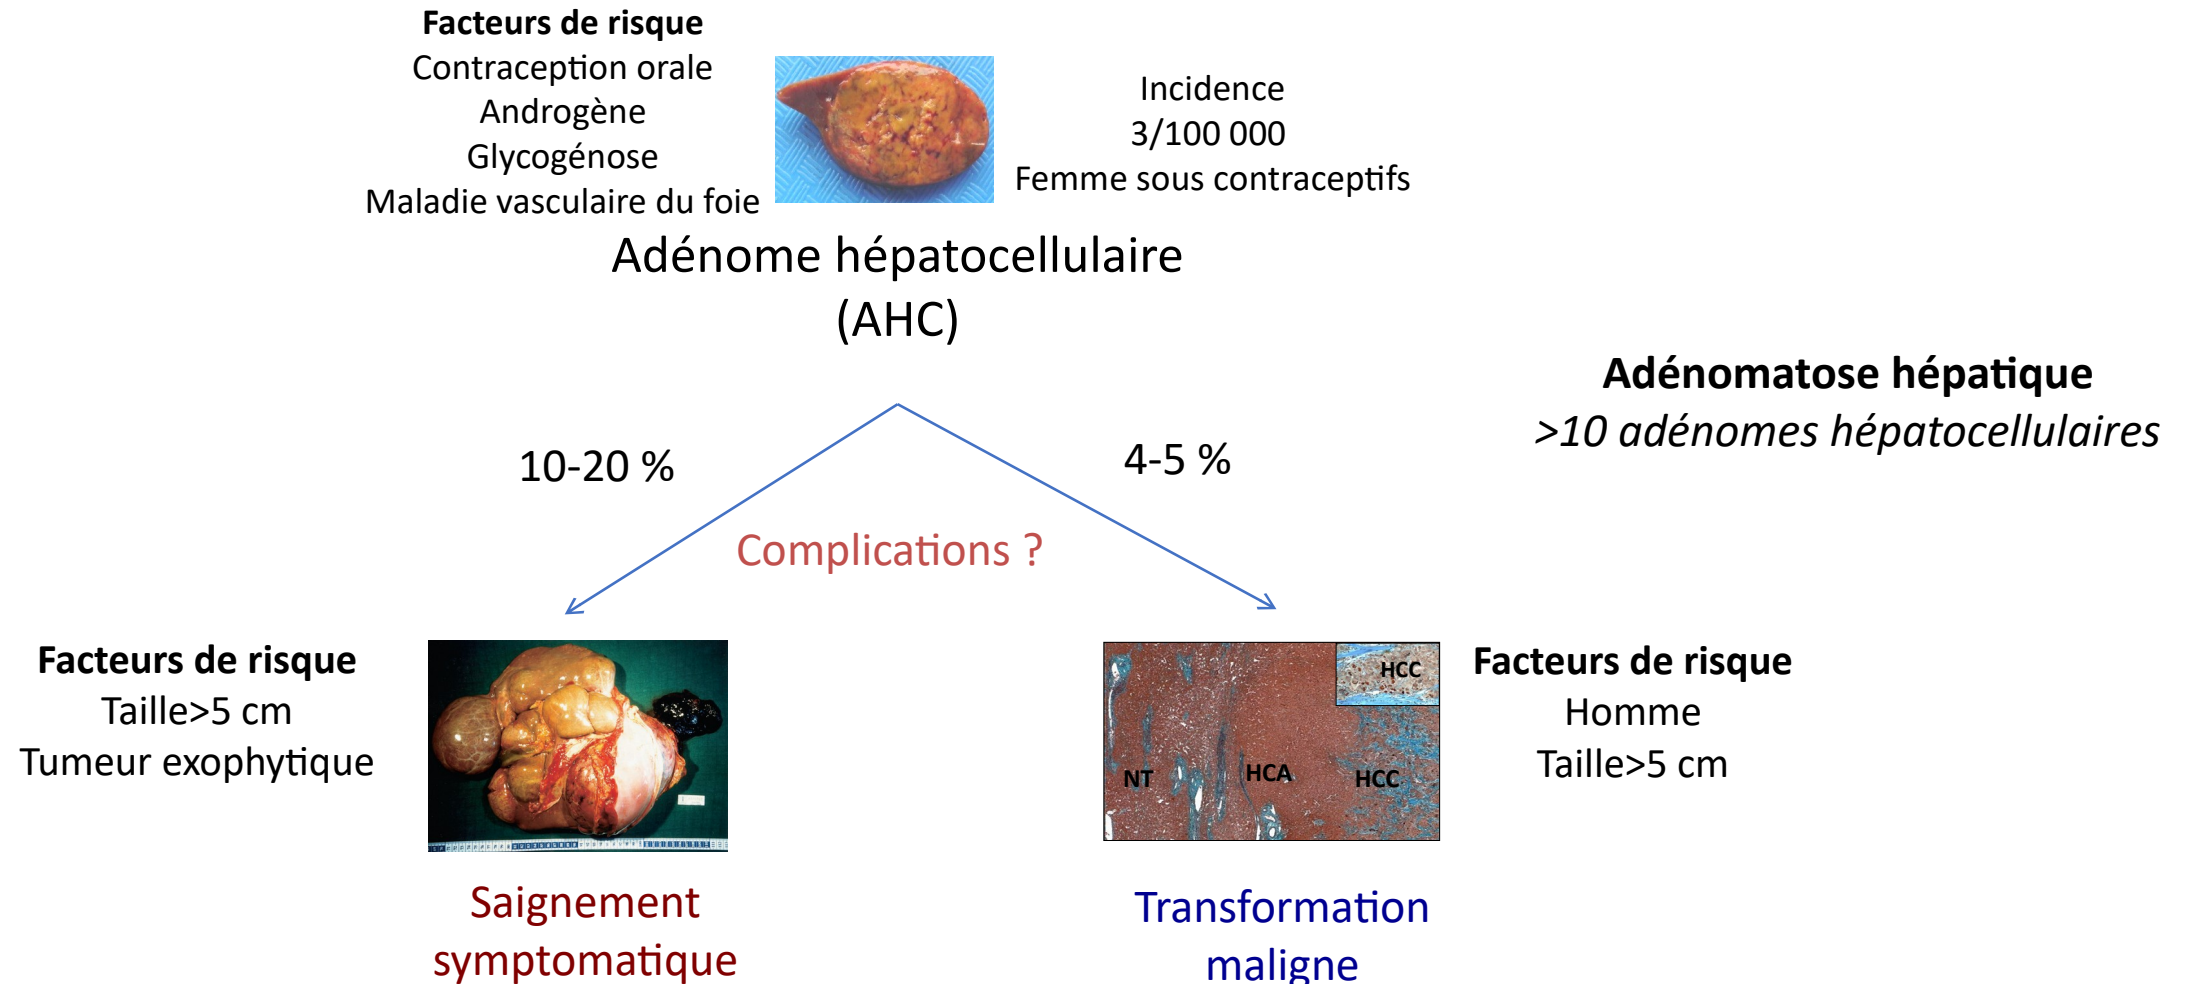 Facteurs de risque
Contraception orale
Androgène
Glycogénose
Maladie vasculaire du foie
Incidence
3/100 000
Femme sous contraceptifs
Adénome hépatocellulaire
(AHC)
Adénomatose hépatique
>10 adénomes hépatocellulaires
10-20 %
4-5 %
Complications ?
Facteurs de risque
Taille>5 cm
Tumeur exophytique
HCC
NT
HCA
HCC
Facteurs de risque
Homme
Taille>5 cm
Saignement
symptomatique
Transformation
maligne